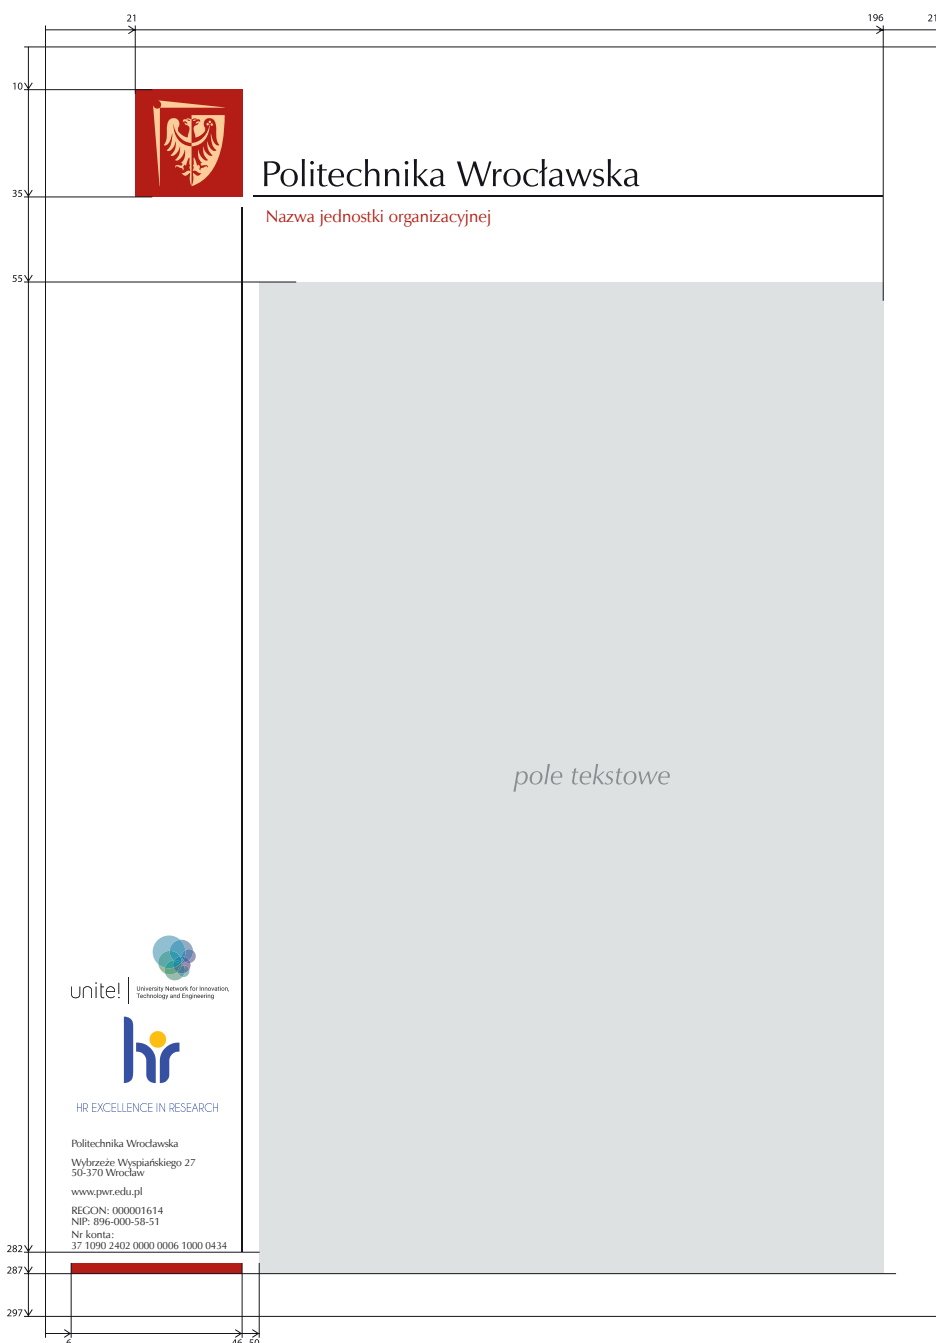 21
196
21
10
Politechnika Wrocławska
35
Nazwa jednostki organizacyjnej
55
pole tekstowe
unite!
University Network for Innovation,
Technology and Engineering
hr
HR EXCELLENCE IN RESEARCH
Politechnika Wrocławska
Wybrzeże Wyspiańskiego 27
50-370 Wrocław
www.pwr.edu.pl
REGON: 000001614
NIP: 896-000-58-51
Nr konta:
37 1090 2402 0000 0006 1000 0434
282
287
297
6
46
50